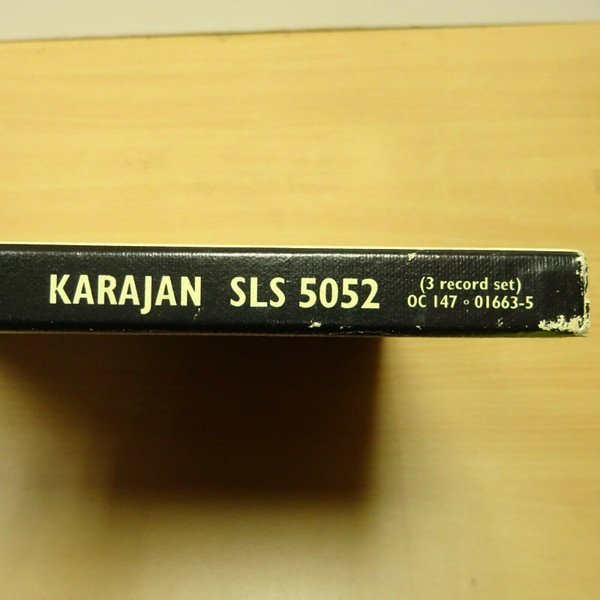 KARAJAN SLS 5052 (3 record set)
OC 147 ◦ 01663-5